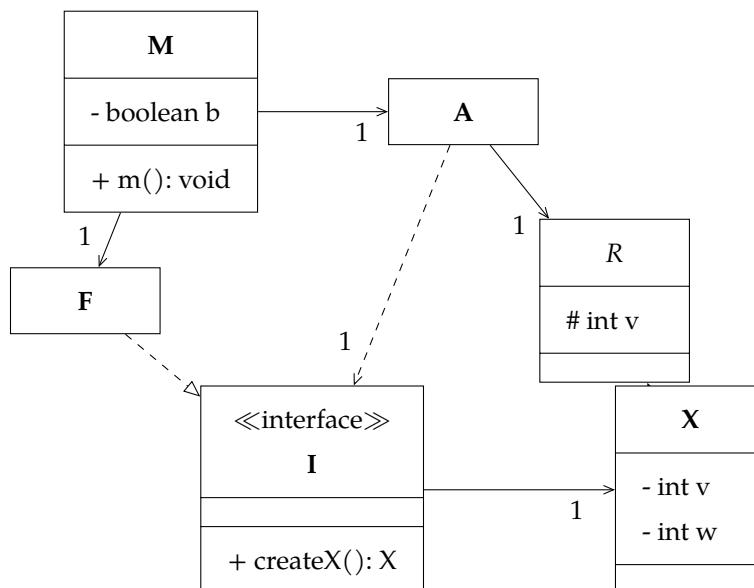 M
- boolean b
+ m(): void
1
A
1
F
1
R
# int v
1
≪interface≫
I
+ createX(): X
1
X
- int v
- int w